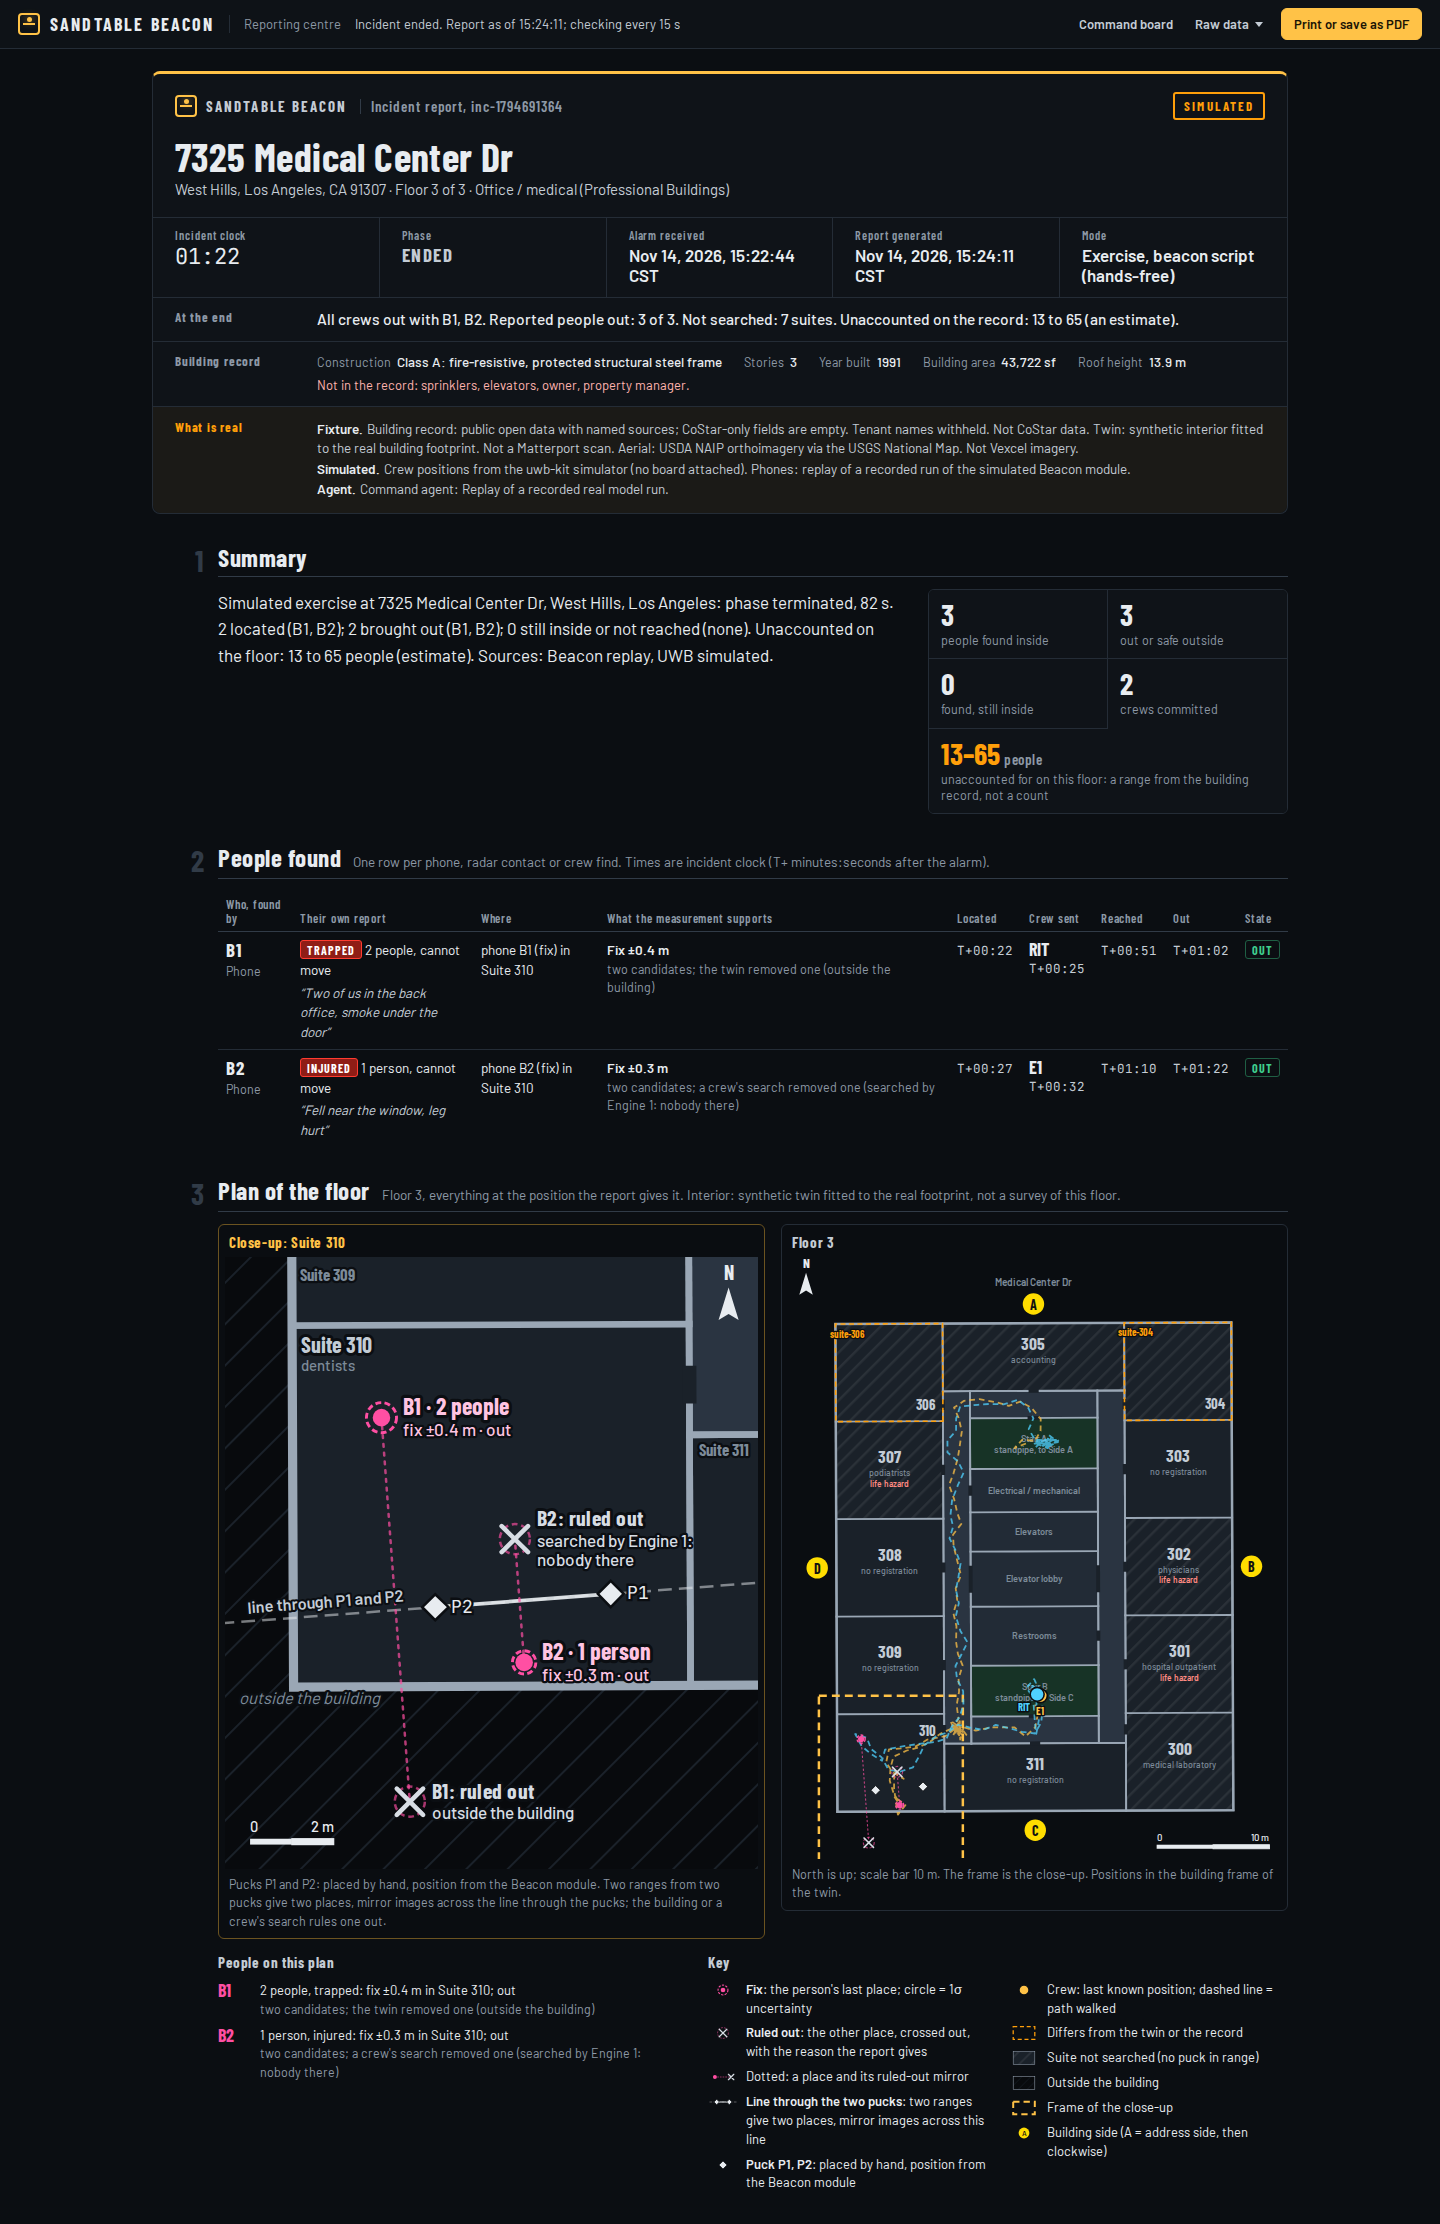 SANDTABLE BEACON
Reporting centre
Incident ended. Report as of 15:24:11; checking every 15 s
Command board
Raw data
Print or save as PDF
SANDTABLE BEACON
Incident report, inc-1794691364
SIMULATED
7325 Medical Center Dr
West Hills, Los Angeles, CA 91307 · Floor 3 of 3 · Office / medical (Professional Buildings)
Incident clock
01:22
Phase
ENDED
Alarm received
Nov 14, 2026, 15:22:44
CST
Report generated
Nov 14, 2026, 15:24:11
CST
Mode
Exercise, beacon script
(hands-free)
At the end
All crews out with B1, B2. Reported people out: 3 of 3. Not searched: 7 suites. Unaccounted on the record: 13 to 65 (an estimate).
Building record
Construction Class A: fire-resistive, protected structural steel frame Stories 3 Year built 1991 Building area 43,722 sf Roof height 13.9 m
Not in the record: sprinklers, elevators, owner, property manager.
What is real
Fixture. Building record: public open data with named sources; CoStar-only fields are empty. Tenant names withheld. Not CoStar data. Twin: synthetic interior fitted
to the real building footprint. Not a Matterport scan. Aerial: USDA NAIP orthoimagery via the USGS National Map. Not Vexcel imagery.
Simulated. Crew positions from the uwb-kit simulator (no board attached). Phones: replay of a recorded run of the simulated Beacon module.
Agent. Command agent: Replay of a recorded real model run.
1 Summary
Simulated exercise at 7325 Medical Center Dr, West Hills, Los Angeles: phase terminated, 82 s.
2 located (B1, B2); 2 brought out (B1, B2); 0 still inside or not reached (none). Unaccounted on
the floor: 13 to 65 people (estimate). Sources: Beacon replay, UWB simulated.
3
people found inside
3
out or safe outside
0
found, still inside
2
crews committed
13–65 people
unaccounted for on this floor: a range from the building
record, not a count
2 People found One row per phone, radar contact or crew find. Times are incident clock (T+ minutes:seconds after the alarm).
Who, found
by
Their own report
Where
What the measurement supports
Located
Crew sent
Reached
Out
State
B1
Phone
TRAPPED 2 people, cannot
move
“Two of us in the back
office, smoke under the
door”
phone B1 (fix) in
Suite 310
Fix ±0.4 m
two candidates; the twin removed one (outside the
building)
T+00:22
RIT
T+00:25
T+00:51
T+01:02
OUT
B2
Phone
INJURED 1 person, cannot
move
“Fell near the window, leg
hurt”
phone B2 (fix) in
Suite 310
Fix ±0.3 m
two candidates; a crew's search removed one (searched by
Engine 1: nobody there)
T+00:27
E1
T+00:32
T+01:10
T+01:22
OUT
3 Plan of the floor Floor 3, everything at the position the report gives it. Interior: synthetic twin fitted to the real footprint, not a survey of this floor.
Close-up: Suite 310
Suite 309
N
Suite 310
dentists
B1 · 2 people
fix ±0.4 m · out
Suite 311
B2: ruled out
searched by Engine 1:
nobody there
line through P1 and P2
P2
P1
B2 · 1 person
fix ±0.3 m · out
outside the building
B1: ruled out
outside the building
0 2 m
Pucks P1 and P2: placed by hand, position from the Beacon module. Two ranges from two
pucks give two places, mirror images across the line through the pucks; the building or a
crew's search rules one out.
Floor 3
N
Medical Center Dr
A
suite-306
suite-304
305
accounting
306
304
standpipe, to Side A
307
podiatrists
life hazard
303
no registration
Electrical / mechanical
Elevators
308
no registration
302
physicians
life hazard
D
B
Elevator lobby
Restrooms
309
no registration
301
hospital outpatient
life hazard
Side C
RIT
E1
310
311
no registration
300
medical laboratory
C
0 10 m
North is up; scale bar 10 m. The frame is the close-up. Positions in the building frame of
the twin.
People on this plan
B1
2 people, trapped: fix ±0.4 m in Suite 310; out
two candidates; the twin removed one (outside the building)
B2
1 person, injured: fix ±0.3 m in Suite 310; out
two candidates; a crew's search removed one (searched by Engine 1:
nobody there)
Key
Fix: the person's last place; circle = 1σ
uncertainty
Ruled out: the other place, crossed out,
with the reason the report gives
Dotted: a place and its ruled-out mirror
Line through the two pucks: two ranges
give two places, mirror images across this
line
Puck P1, P2: placed by hand, position from
the Beacon module
Crew: last known position; dashed line =
path walked
Differs from the twin or the record
Suite not searched (no puck in range)
Outside the building
Frame of the close-up
A
Building side (A = address side, then
clockwise)